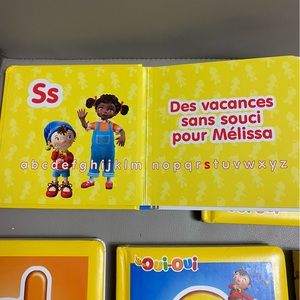 Ss
Des vacances
sans souci
pour Mélissa
abcdefghijklm nopqrstuvwxyz
Oui-Oui